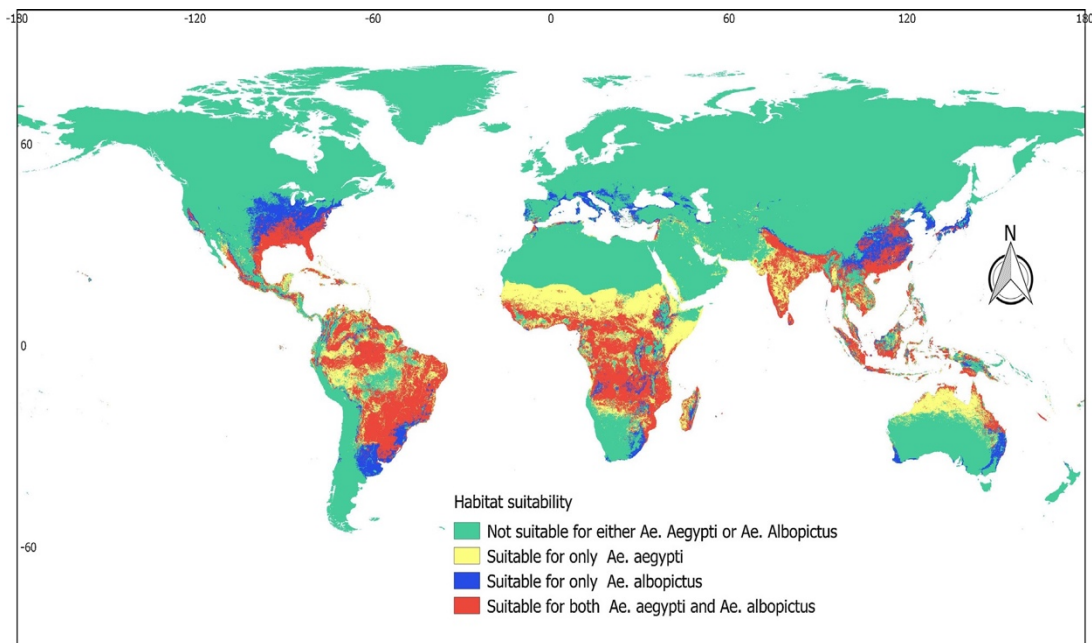 -180 -120 -60 0 60 120 180
60
N
0
Habitat suitability
Not suitable for either Ae. Aegypti or Ae. Albopictus
Suitable for only Ae. aegypti
Suitable for only Ae. albopictus
Suitable for both Ae. aegypti and Ae. albopictus
-60